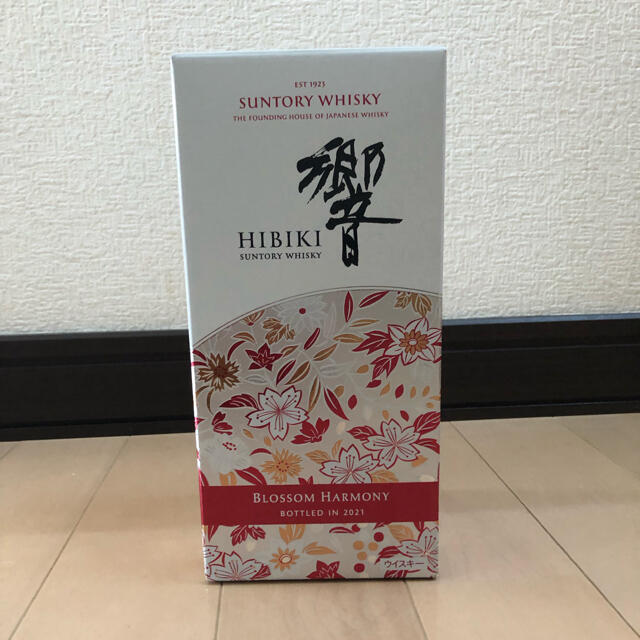 EST 1923
SUNTORY WHISKY
THE FOUNDING HOUSE OF JAPANESE WHISKY
響
HIBIKI
SUNTORY WHISKY
BLOSSOM HARMONY
BOTTLED IN 2021
ウイスキー